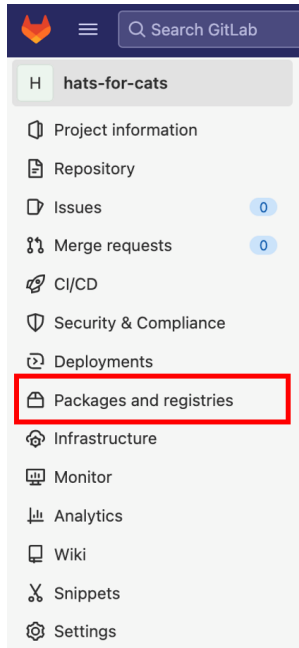 Search GitLab
H hats-for-cats
Project information
Repository
Issues 0
Merge requests 0
CI/CD
Security & Compliance
Deployments
Packages and registries
Infrastructure
Monitor
Analytics
Wiki
Snippets
Settings